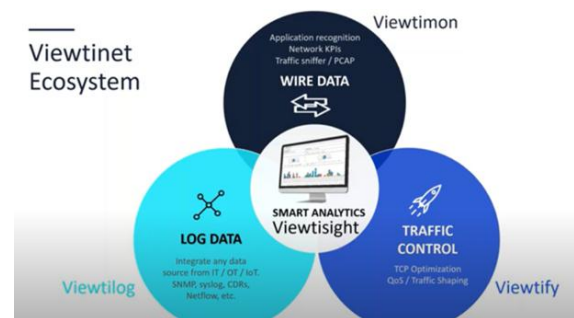 Viewtinet
Ecosystem
Viewtimon
Application recognition
Network KPIs
Traffic sniffer / PCAP
WIRE DATA
SMART ANALYTICS
Viewtisight
LOG DATA
Integrate any data
source from IT / OT / IoT.
SNMP, syslog, CDRs,
Netflow, etc.
Viewtilog
TRAFFIC
CONTROL
TCP Optimization
QoS / Traffic Shaping
Viewtify